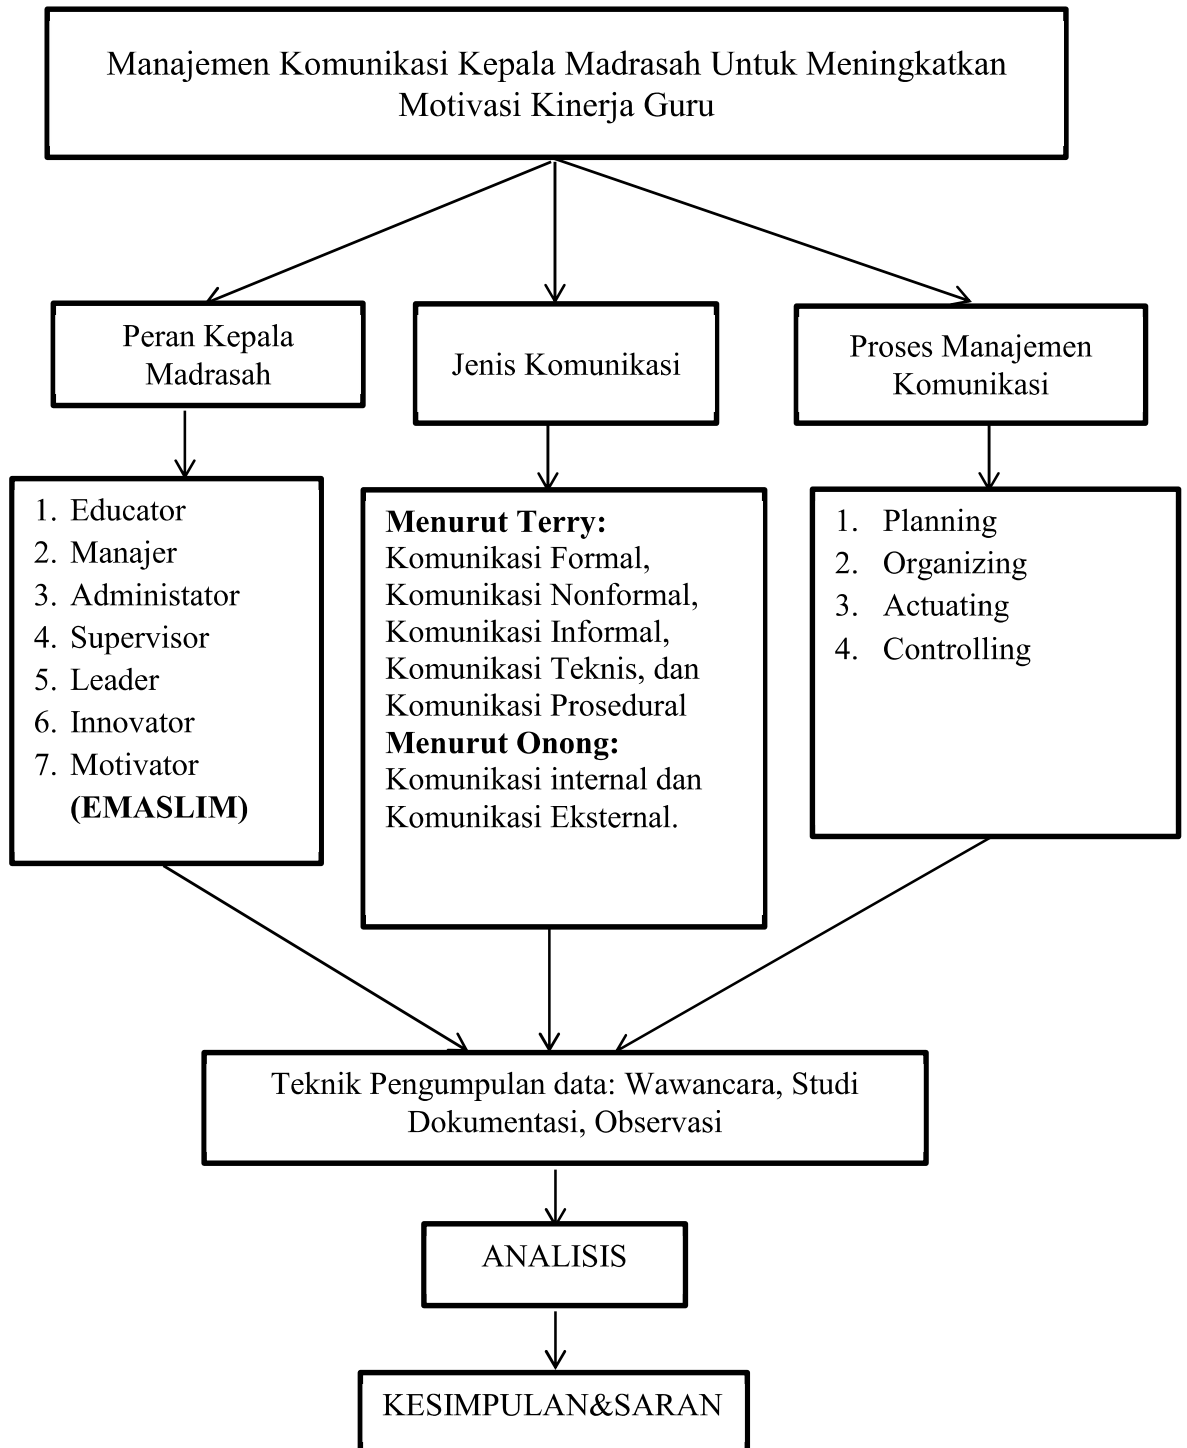 Manajemen Komunikasi Kepala Madrasah Untuk Meningkatkan
Motivasi Kinerja Guru
Peran Kepala
Madrasah
Jenis Komunikasi
Proses Manajemen
Komunikasi
1. Educator
2. Manajer
3. Administator
4. Supervisor
5. Leader
6. Innovator
7. Motivator
(EMASLIM)
Menurut Terry:
Komunikasi Formal,
Komunikasi Nonformal,
Komunikasi Informal,
Komunikasi Teknis, dan
Komunikasi Prosedural
Menurut Onong:
Komunikasi internal dan
Komunikasi Eksternal.
1. Planning
2. Organizing
3. Actuating
4. Controlling
Teknik Pengumpulan data: Wawancara, Studi
Dokumentasi, Observasi
ANALISIS
KESIMPULAN&SARAN